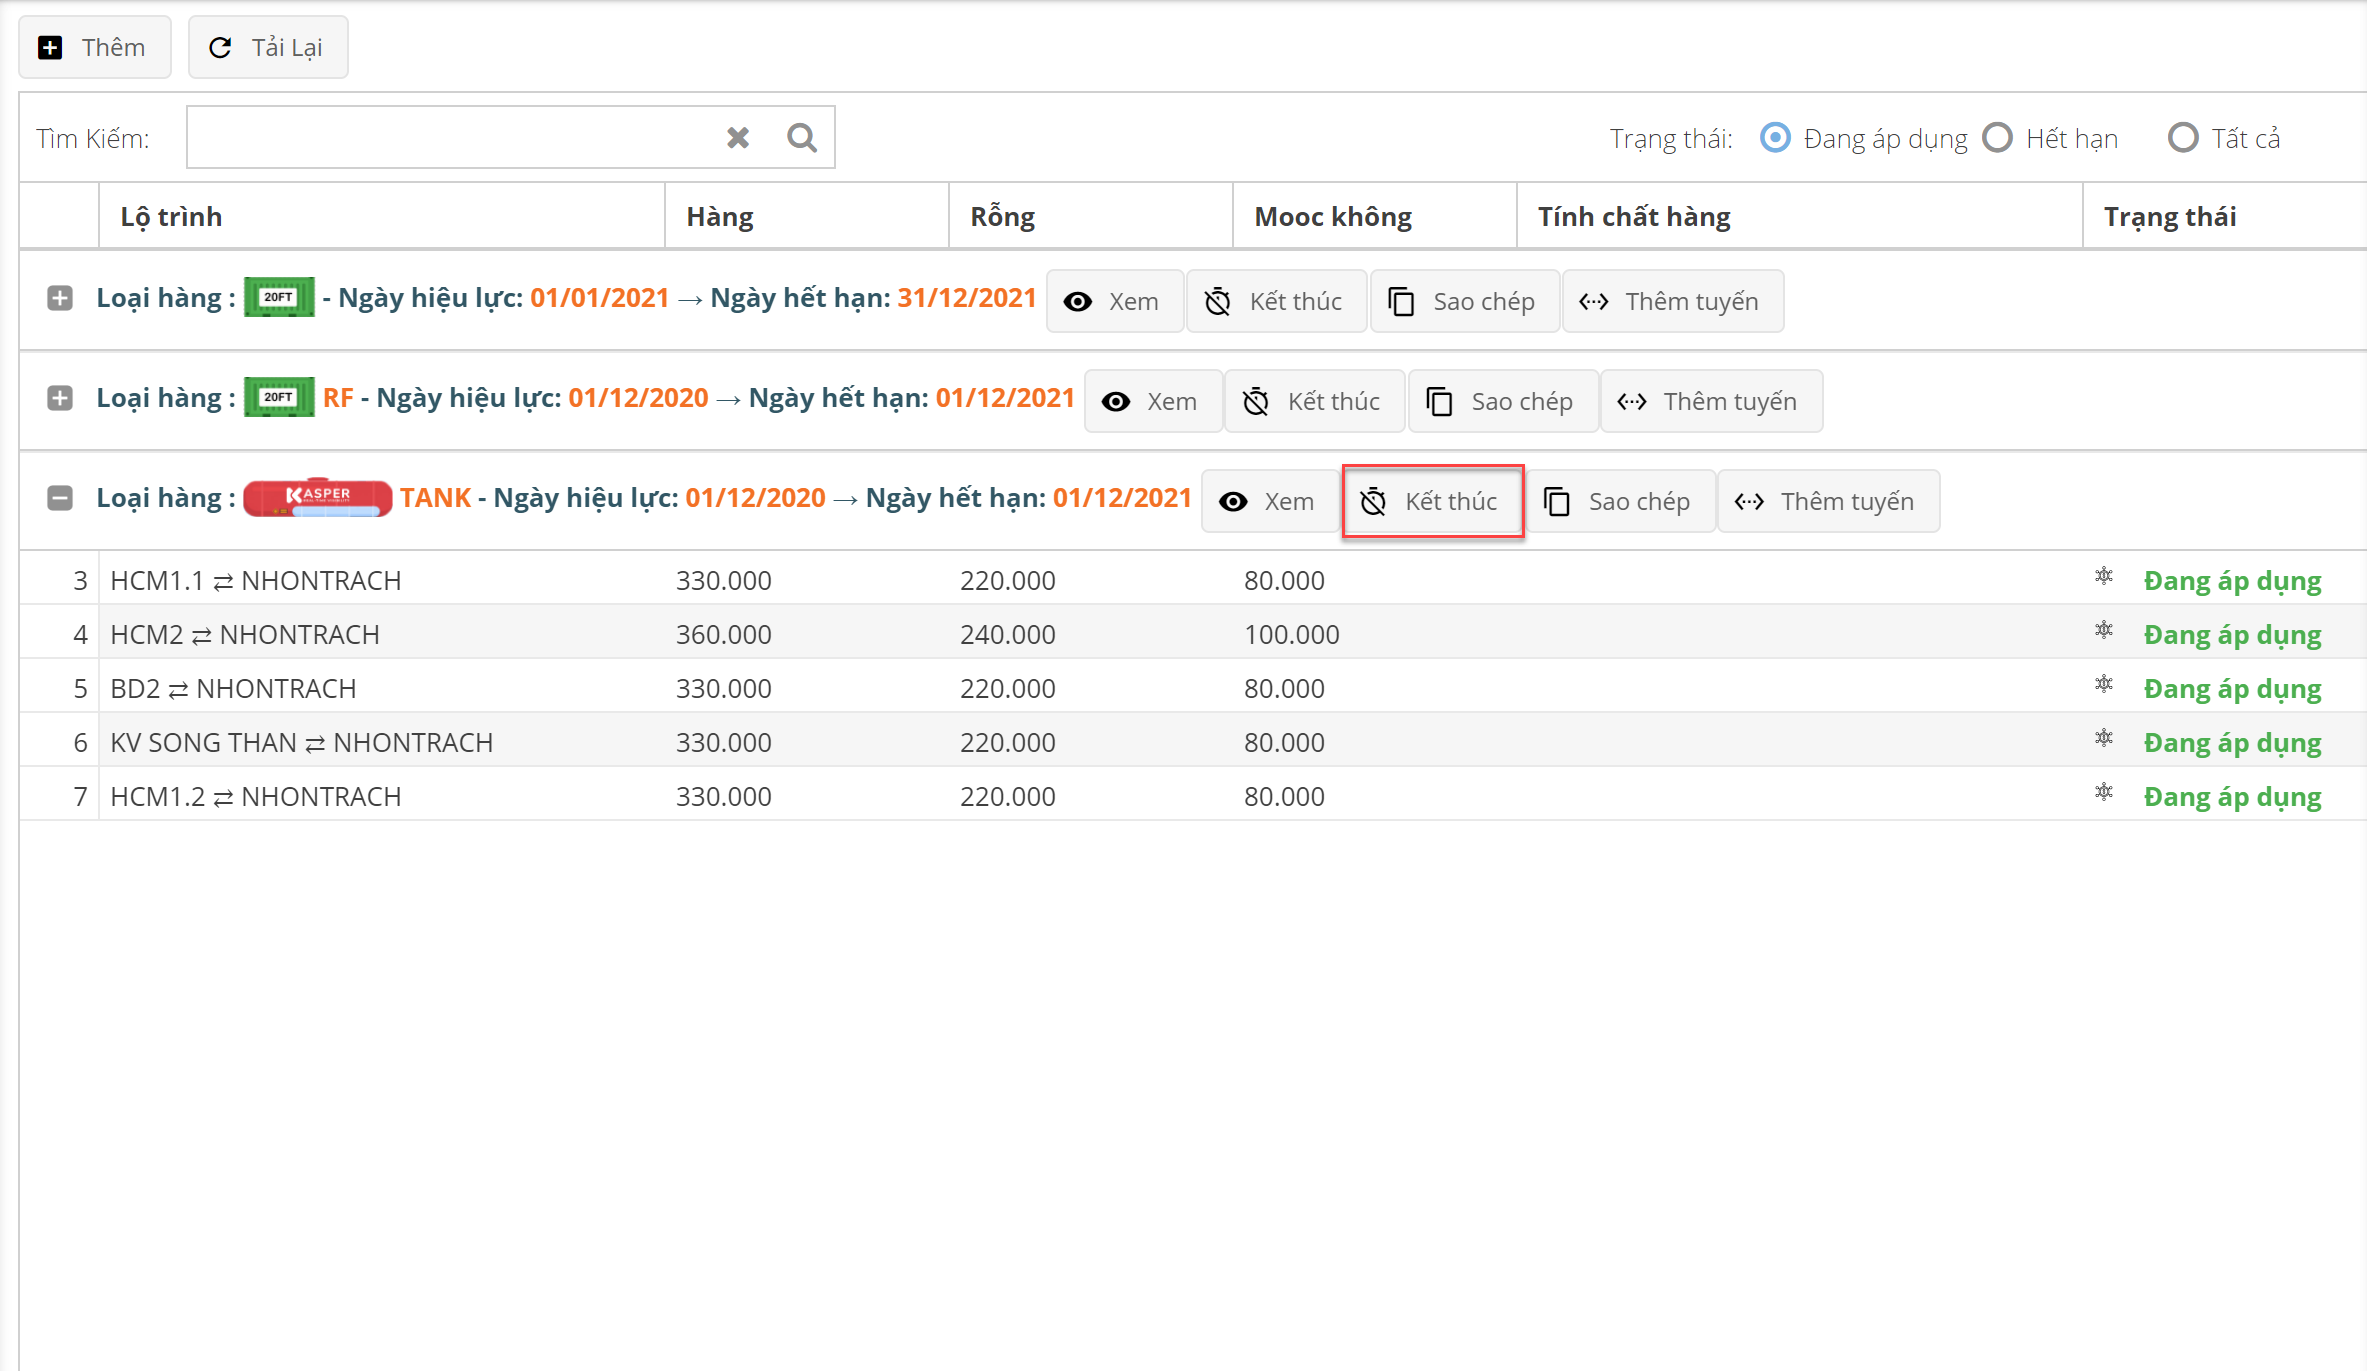 Thêm Tải Lại
Tìm Kiếm: Trạng thái: Đang áp dụng Hết hạn Tất cả
Lộ trình Hàng Rỗng Mooc không Tính chất hàng Trạng thái
Loại hàng : 20FT - Ngày hiệu lực: 01/01/2021 → Ngày hết hạn: 31/12/2021 Xem Kết thúc Sao chép Thêm tuyến
Loại hàng : 20FT RF - Ngày hiệu lực: 01/12/2020 → Ngày hết hạn: 01/12/2021 Xem Kết thúc Sao chép Thêm tuyến
Loại hàng : KASPER TANK - Ngày hiệu lực: 01/12/2020 → Ngày hết hạn: 01/12/2021 Xem Kết thúc Sao chép Thêm tuyến
3 HCM1.1 ⇄ NHONTRACH 330.000 220.000 80.000 Đang áp dụng
4 HCM2 ⇄ NHONTRACH 360.000 240.000 100.000 Đang áp dụng
5 BD2 ⇄ NHONTRACH 330.000 220.000 80.000 Đang áp dụng
6 KV SONG THAN ⇄ NHONTRACH 330.000 220.000 80.000 Đang áp dụng
7 HCM1.2 ⇄ NHONTRACH 330.000 220.000 80.000 Đang áp dụng